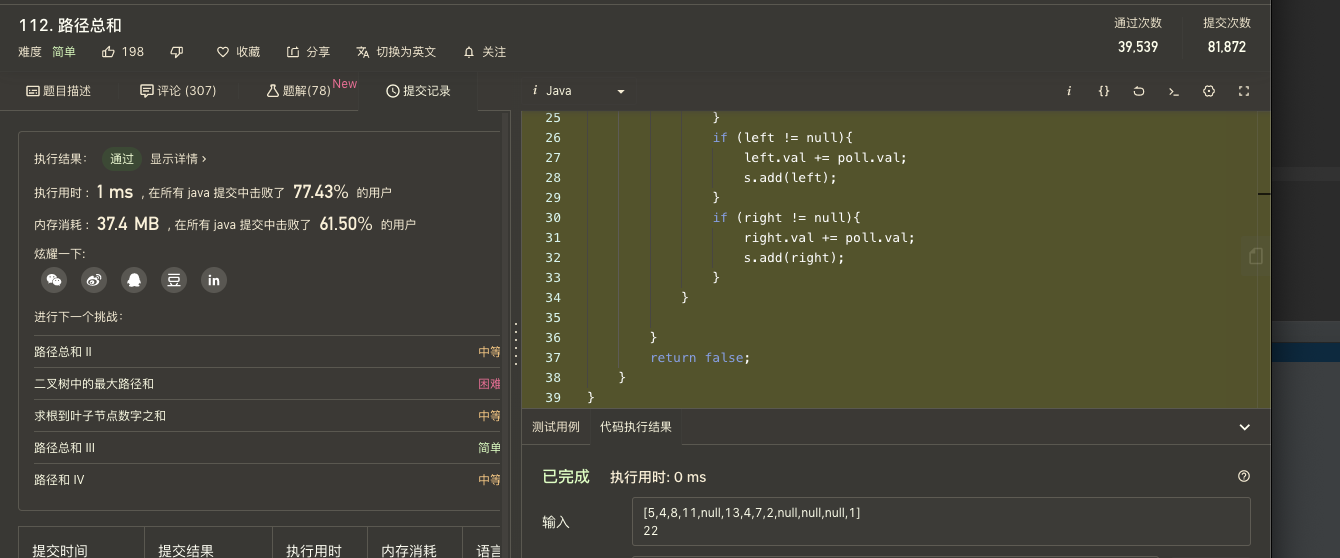 112. 路径总和
难度 简单 198 收藏 分享 切换为英文 关注
通过次数 提交次数
39,539 81,872
题目描述 评论 (307) 题解(78) New 提交记录
i Java i {}
执行结果： 通过 显示详情 ›
执行用时 : 1 ms , 在所有 java 提交中击败了 77.43% 的用户
内存消耗 : 37.4 MB , 在所有 java 提交中击败了 61.50% 的用户
炫耀一下:
豆 in
进行下一个挑战：
路径总和 II 中等
二叉树中的最大路径和 困难
求根到叶子节点数字之和 中等
路径总和 III 简单
路径和 IV 中等
提交时间 提交结果 执行用时 内存消耗 语言
25 }
26 if (left != null){
27 left.val += poll.val;
28 s.add(left);
29 }
30 if (right != null){
31 right.val += poll.val;
32 s.add(right);
33 }
34 }
35
36 }
37 return false;
38 }
39 }
测试用例 代码执行结果
已完成 执行用时: 0 ms
输入
[5,4,8,11,null,13,4,7,2,null,null,null,1]
22